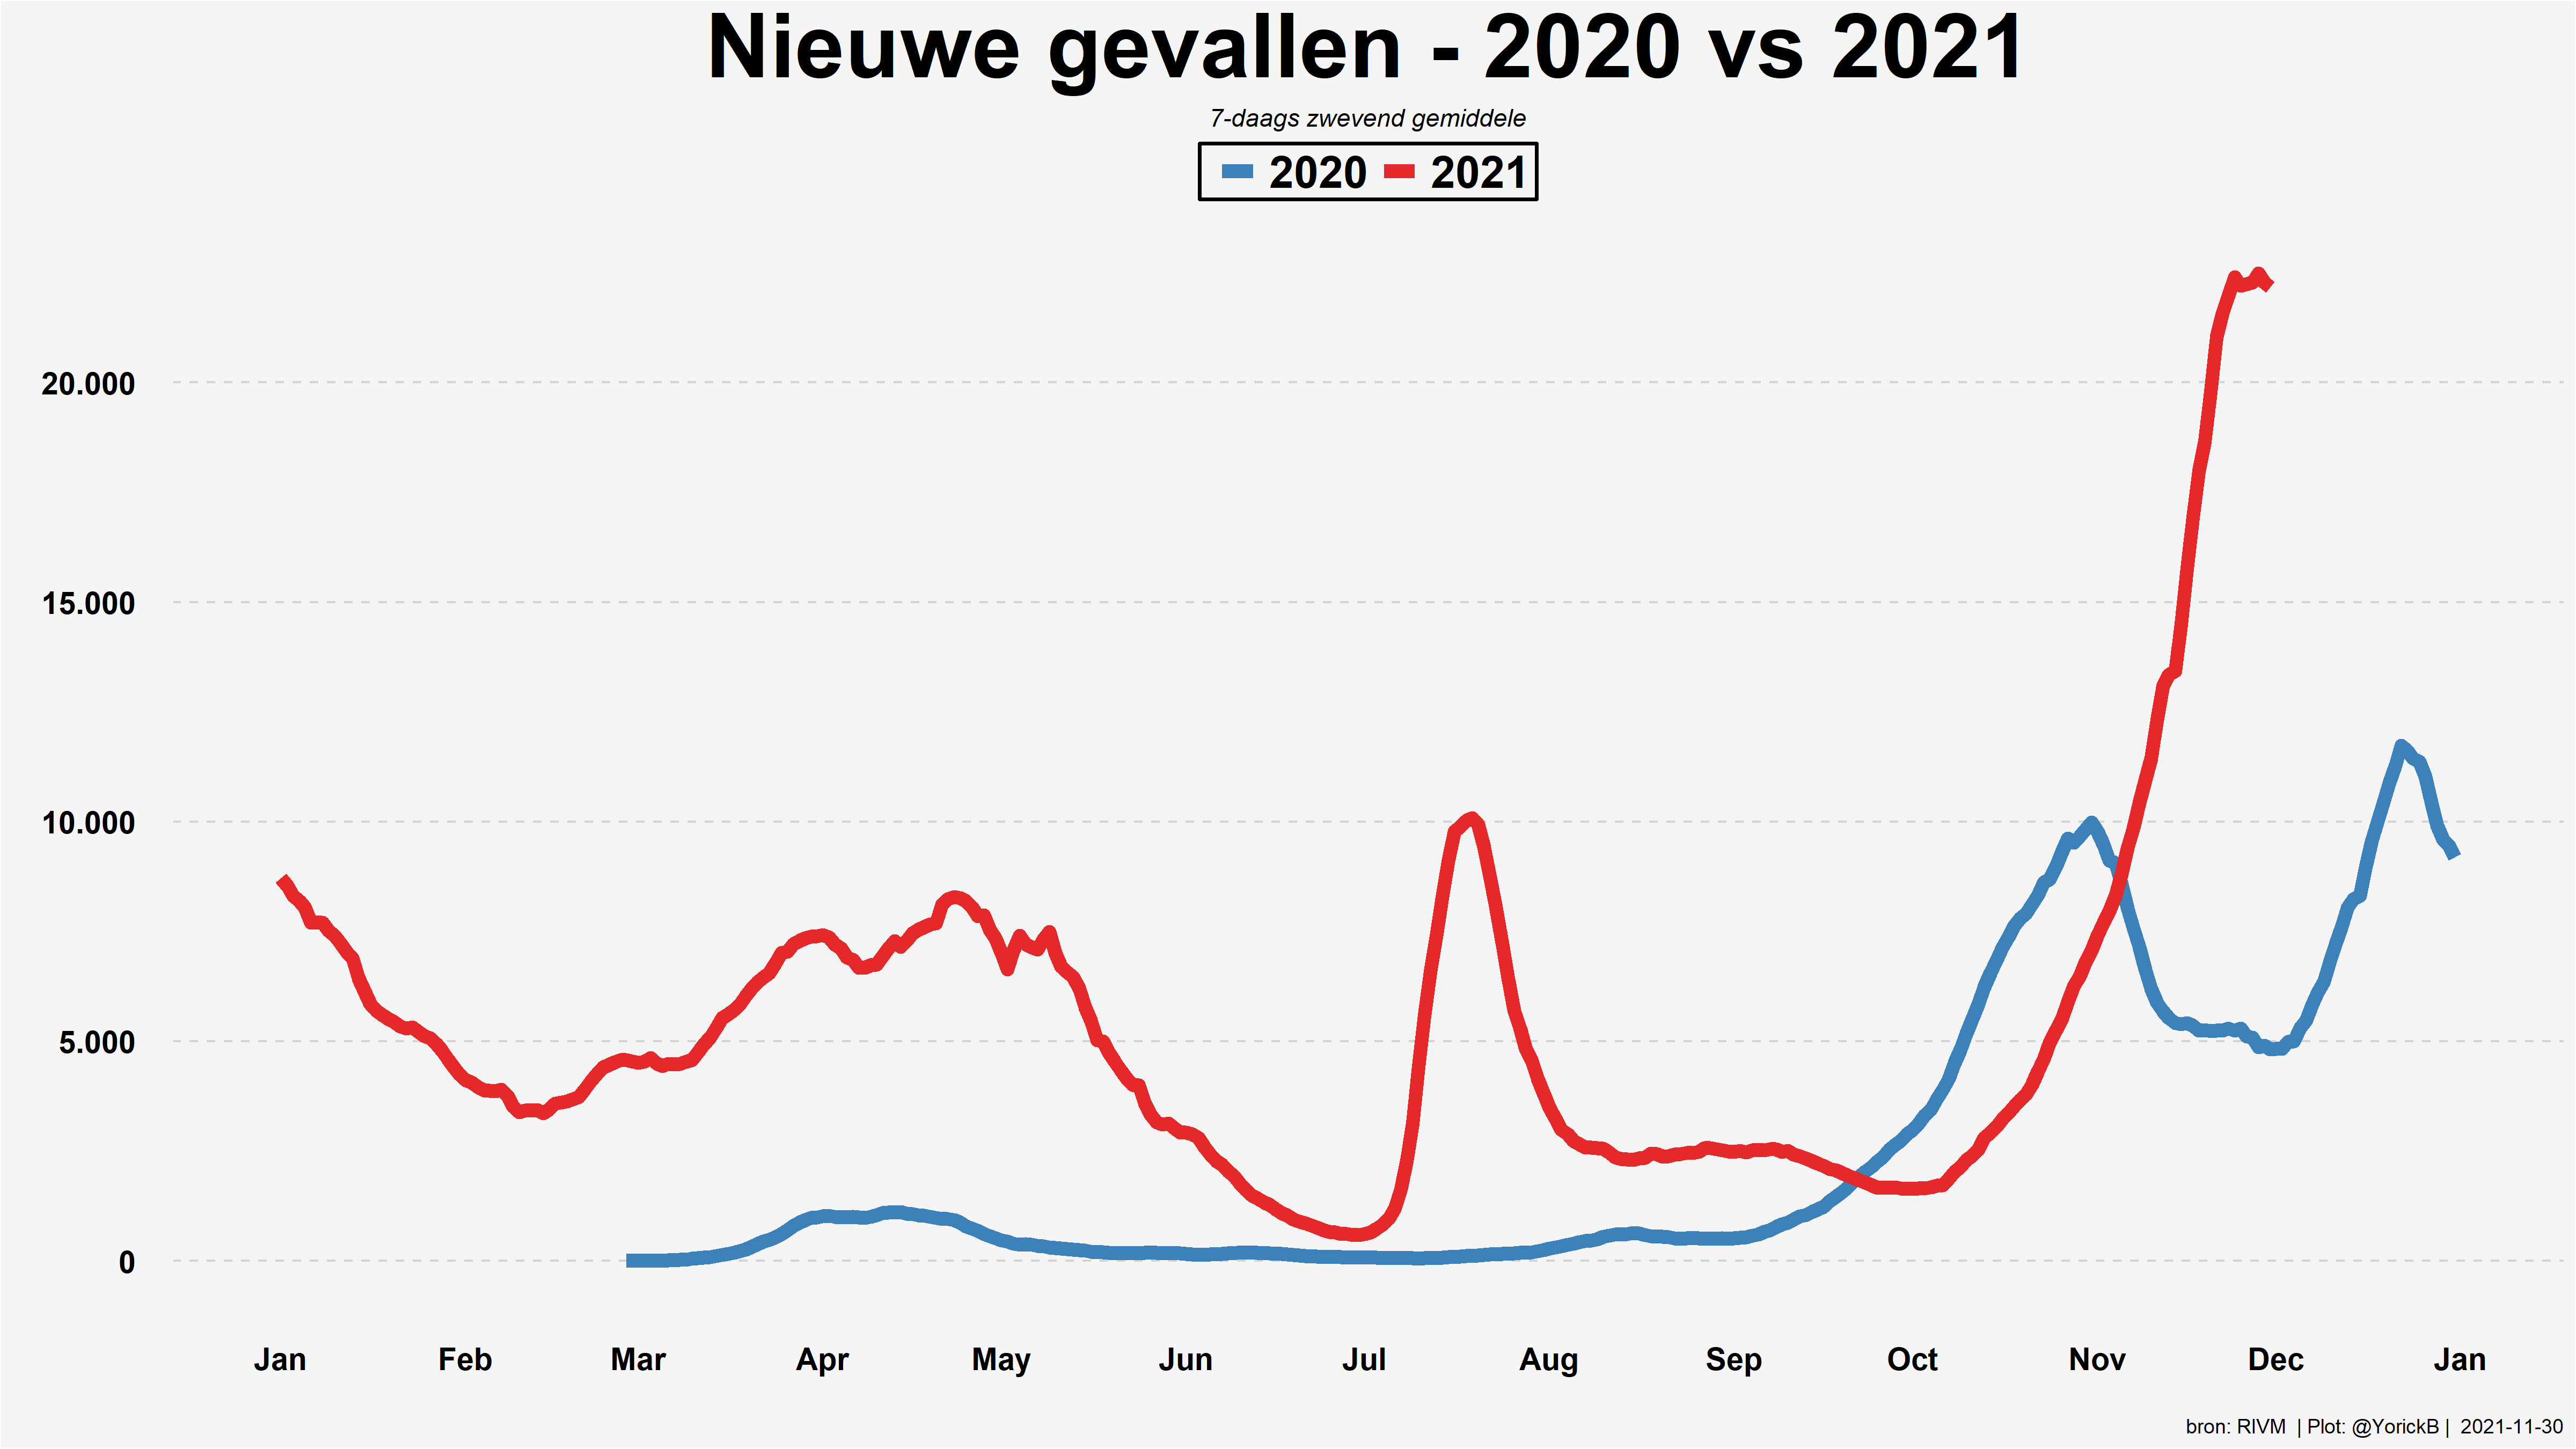 Nieuwe gevallen - 2020 vs 2021
7-daags zwevend gemiddele
2020 2021
20.000
15.000
10.000
5.000
0
Jan Feb Mar Apr May Jun Jul Aug Sep Oct Nov Dec Jan
bron: RIVM | Plot: @YorickB | 2021-11-30